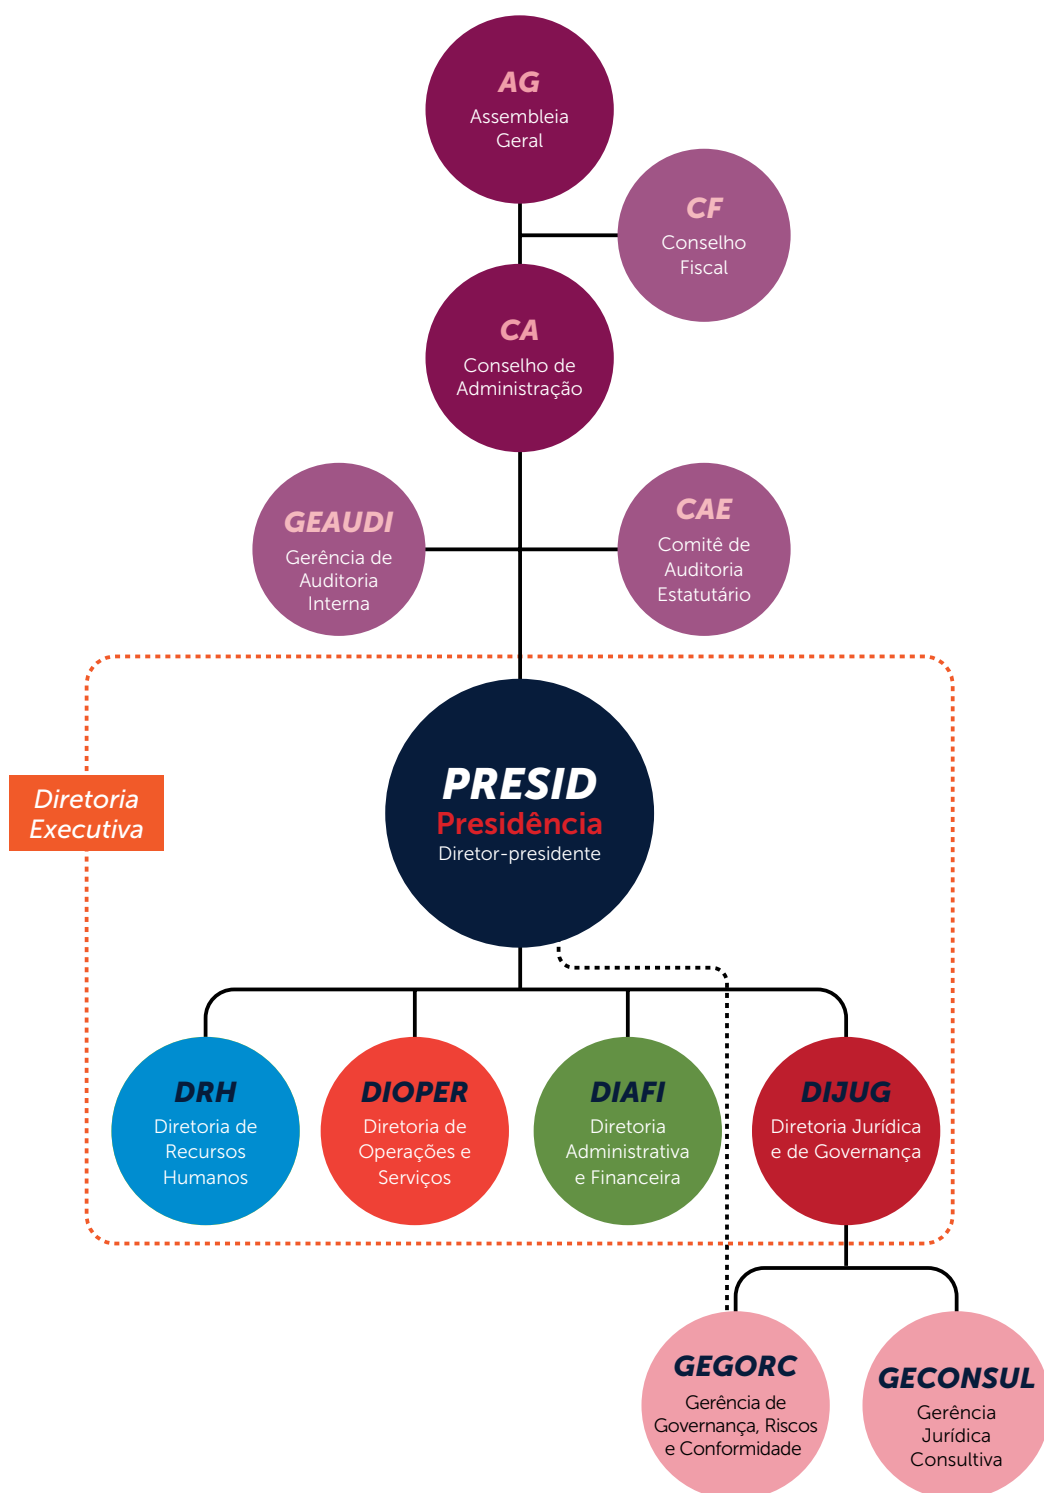 AG
Assembleia
Geral
CF
Conselho
Fiscal
CA
Conselho de
Administração
GEAUDI
Gerência de
Auditoria
Interna
CAE
Comitê de
Auditoria
Estatutário
Diretoria
Executiva
PRESID
Presidência
Diretor-presidente
DRH
Diretoria de
Recursos
Humanos
DIOPER
Diretoria de
Operações e
Serviços
DIAFI
Diretoria
Administrativa
e Financeira
DIJUG
Diretoria Jurídica
e de Governança
GEGORC
Gerência de
Governança, Riscos
e Conformidade
GECONSUL
Gerência
Jurídica
Consultiva